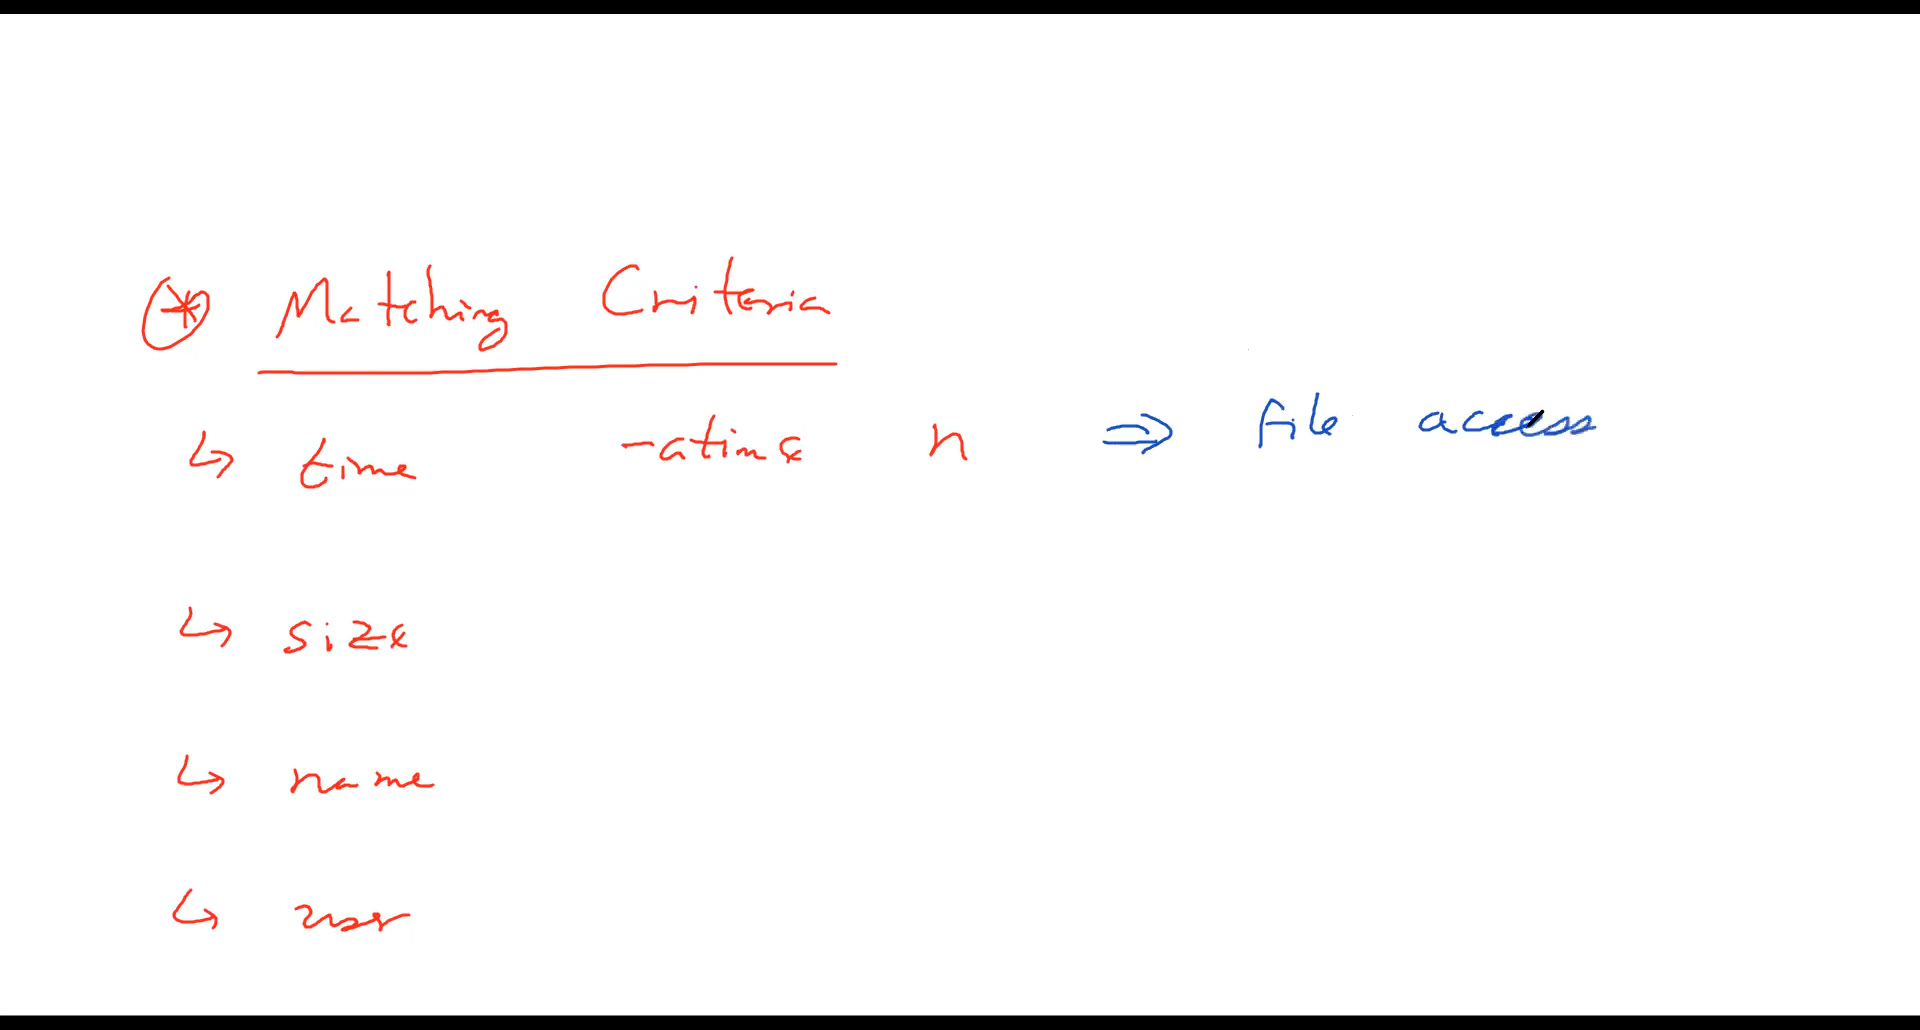 * Matching Criteria
↳ time -atime n ⇒ file access
↳ size
↳ name
↳ user